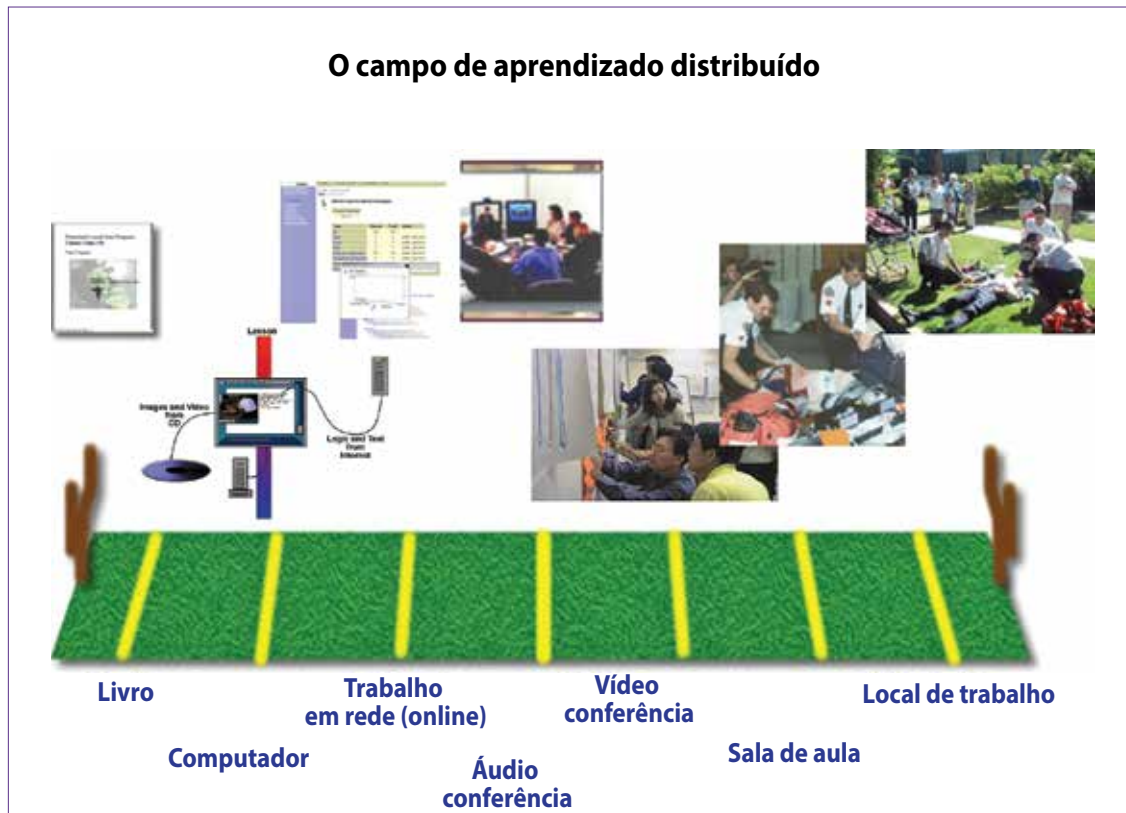 O campo de aprendizado distribuído
Lesson
Images and Video
from
CD
Logic and Text
from
Internet
Livro
Computador
Trabalho
em rede (online)
Áudio
conferência
Vídeo
conferência
Sala de aula
Local de trabalho